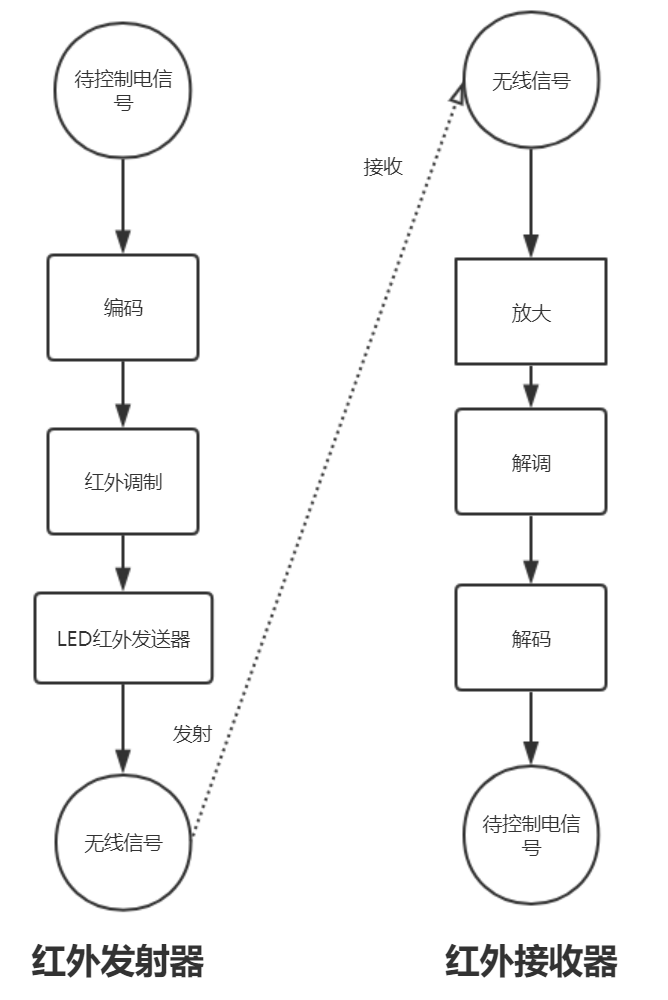 待控制电信
号
编码
红外调制
LED红外发送器
发射
无线信号
红外发射器
接收
无线信号
放大
解调
解码
待控制电信
号
红外接收器